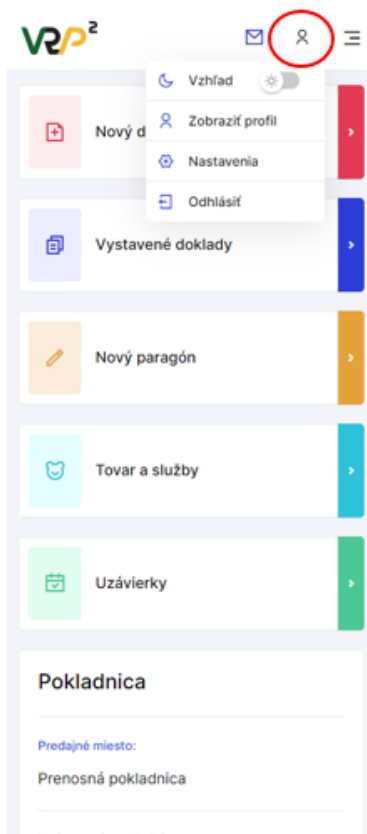 VRP²
Vzhľad
Zobraziť profil
Nastavenia
Odhlásiť
Nový d
Vystavené doklady
Nový paragón
Tovar a služby
Uzávierky
Pokladnica
Predajné miesto:
Prenosná pokladnica